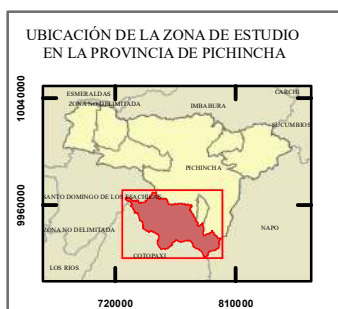 UBICACIÓN DE LA ZONA DE ESTUDIO
EN LA PROVINCIA DE PICHINCHA
10040000
ESMERALDAS
CARCHI
ZONA NO DELIMITADA
IMBABURA
SUCUMBIOS
PICHINCHA
9960000
SANTO DOMINGO DE LOS TSACHILAS
ZONA NO DELIMITADA
NAPO
COTOPAXI
LOS RIOS
720000
810000